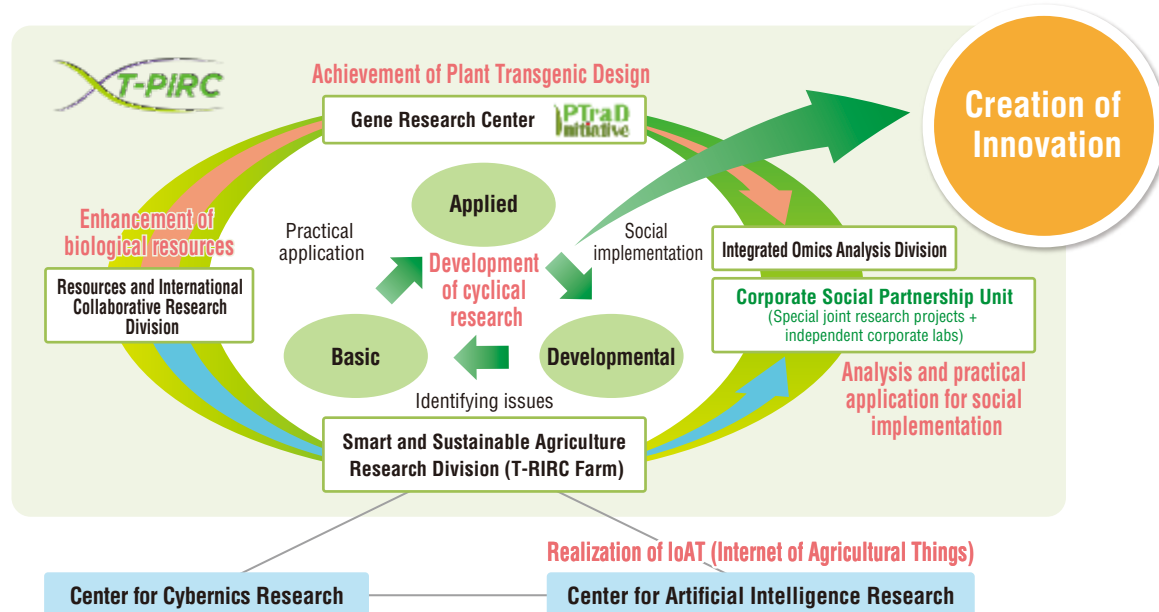 T-PIRC
Achievement of Plant Transgenic Design
Gene Research Center
PTraD
Initiative
Creation of
Innovation
Applied
Enhancement of
biological resources
Practical
application
Social
implementation
Integrated Omics Analysis Division
Development
of cyclical
research
Resources and International
Collaborative Research
Division
Corporate Social Partnership Unit
(Special joint research projects +
independent corporate labs)
Basic
Developmental
Analysis and practical
application for social
implementation
Identifying issues
Smart and Sustainable Agriculture
Research Division (T-RIRC Farm)
Realization of IoAT (Internet of Agricultural Things)
Center for Cybernics Research
Center for Artificial Intelligence Research